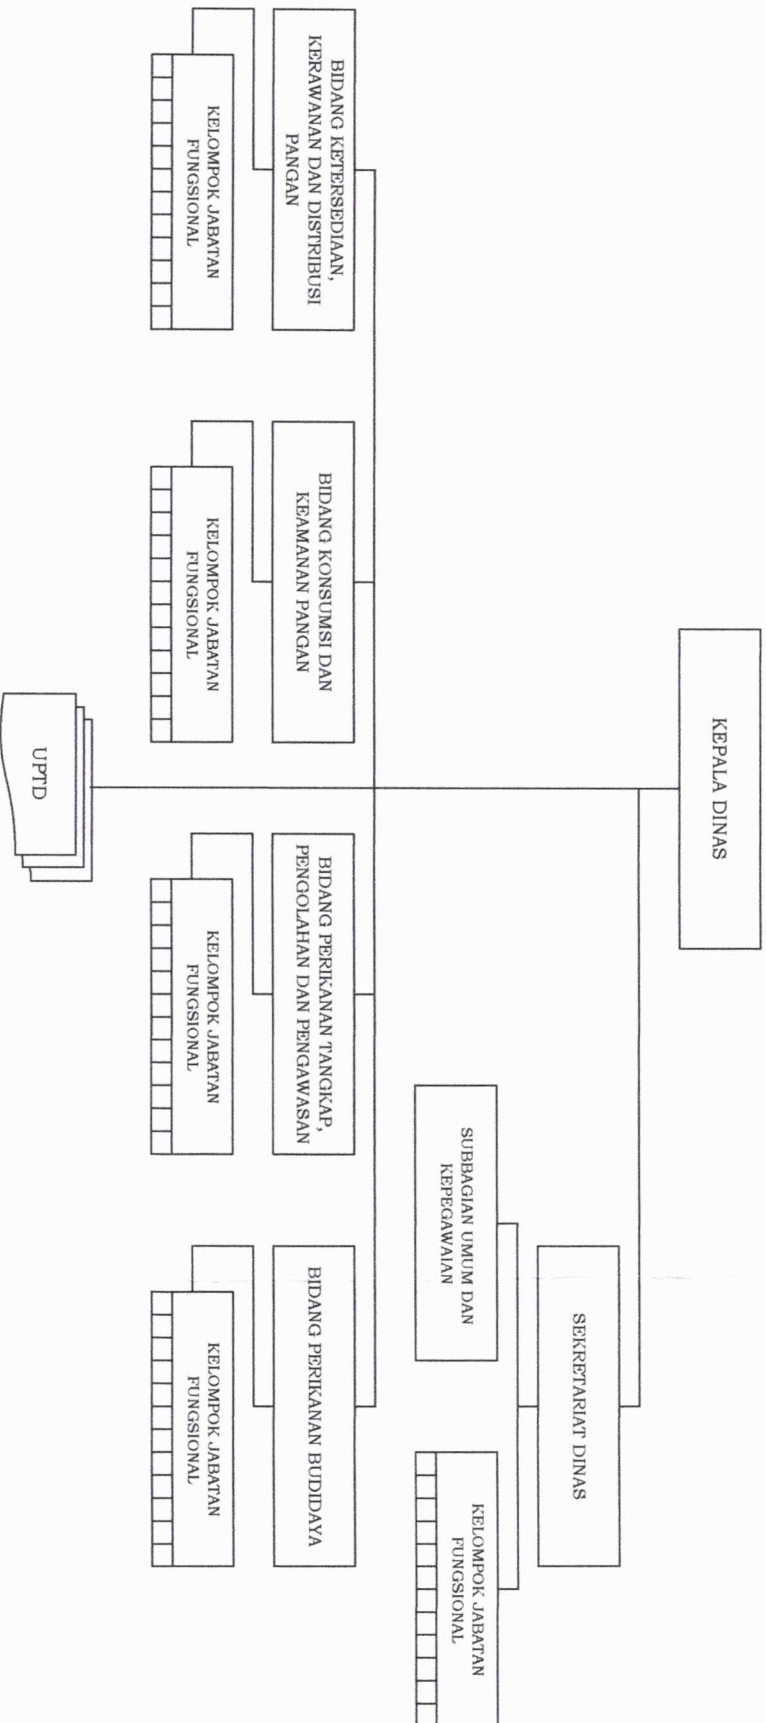 KEPALA DINAS
SEKRETARIAT DINAS
SUBBAGIAN UMUM DAN
KEPEGAWAIAN
KELOMPOK JABATAN
FUNGSIONAL
BIDANG KETERSEDIAAN,
KERAWANAN DAN DISTRIBUSI
PANGAN
KELOMPOK JABATAN
FUNGSIONAL
BIDANG KONSUMSI DAN
KEAMANAN PANGAN
KELOMPOK JABATAN
FUNGSIONAL
BIDANG PERIKANAN TANGKAP,
PENGOLAHAN DAN PENGAWASAN
KELOMPOK JABATAN
FUNGSIONAL
BIDANG PERIKANAN BUDIDAYA
KELOMPOK JABATAN
FUNGSIONAL
UPTD